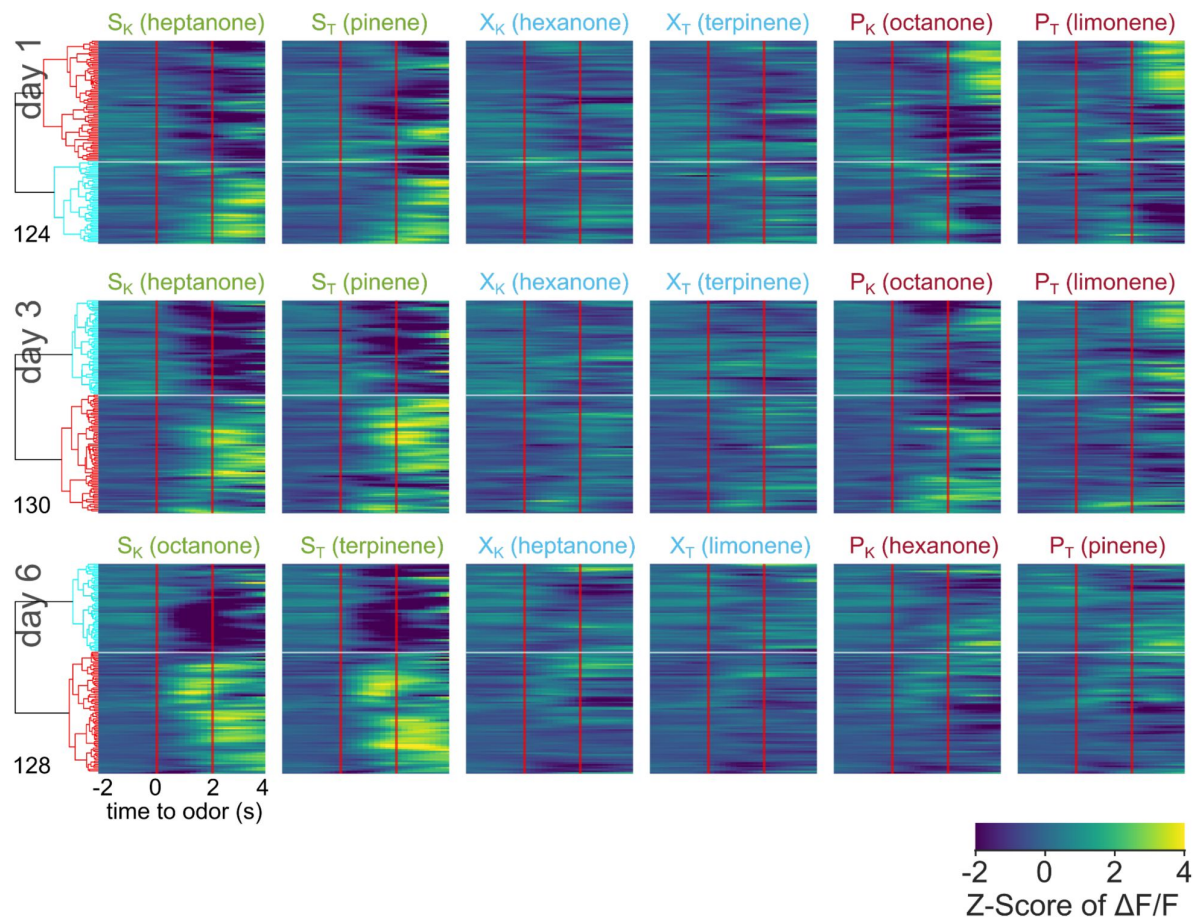 S_K (heptanone) S_T (pinene) X_K (hexanone) X_T (terpinene) P_K (octanone) P_T (limonene)
day 1
124
S_K (heptanone) S_T (pinene) X_K (hexanone) X_T (terpinene) P_K (octanone) P_T (limonene)
day 3
130
S_K (octanone) S_T (terpinene) X_K (heptanone) X_T (limonene) P_K (hexanone) P_T (pinene)
day 6
128
-2 0 2 4
time to odor (s)
-2 0 2 4
Z-Score of ΔF/F